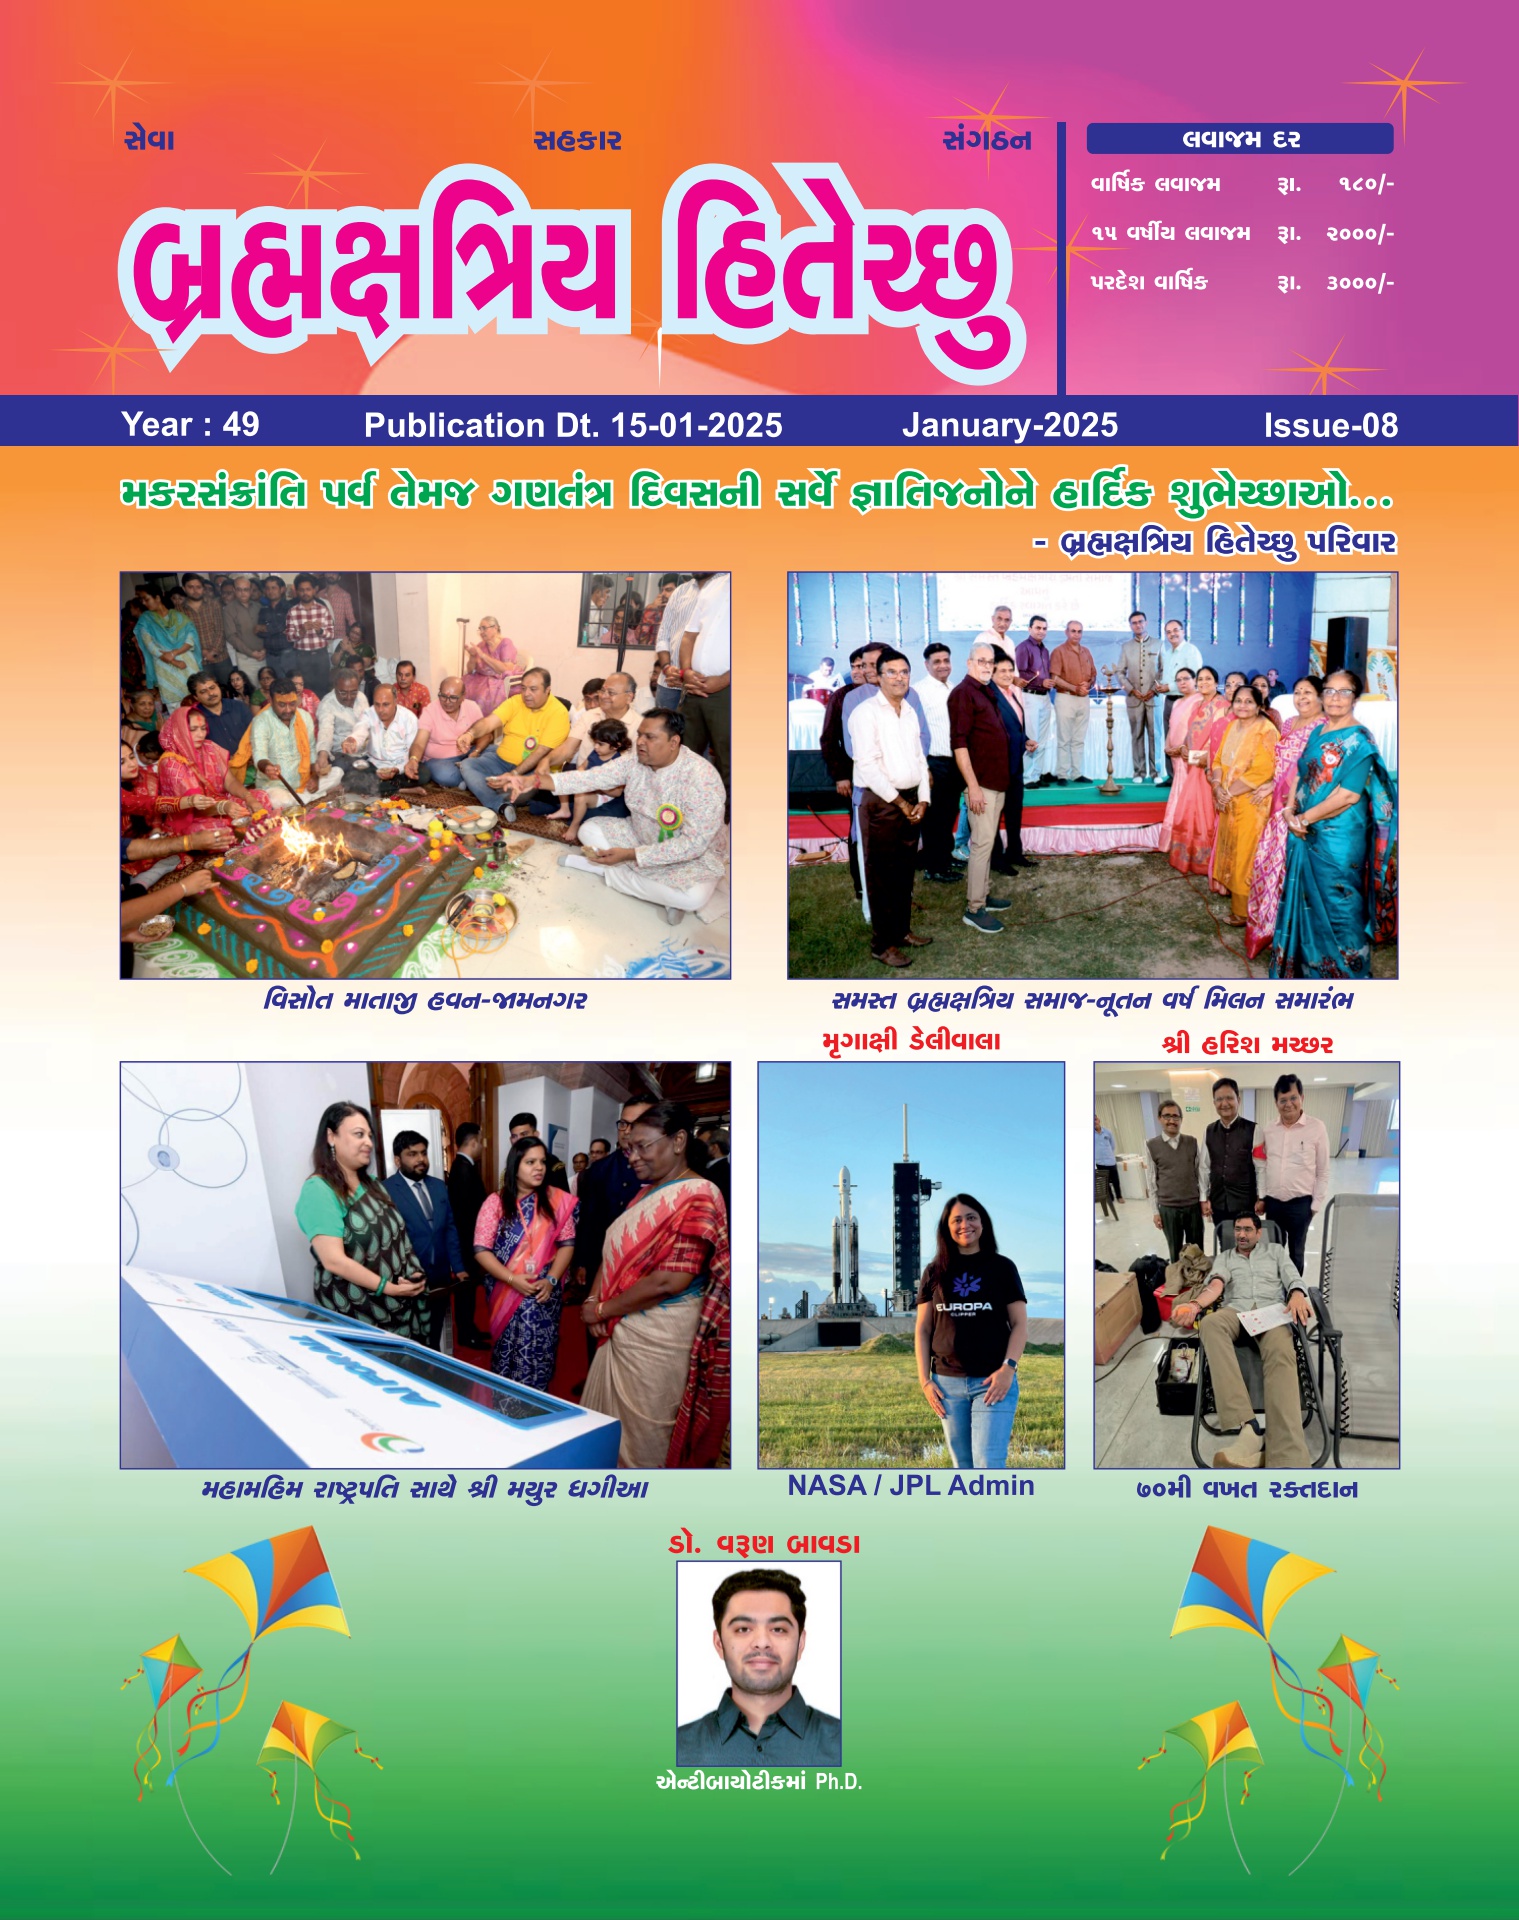 સેવા સહકાર સંગઠન
બ્રહ્મક્ષત્રિય હિતેચ્છુ
લવાજમ દર
વાર્ષિક લવાજમ રૂા. ૧૮૦/-
૧૫ વર્ષીય લવાજમ રૂા. ૨૦૦૦/-
પરદેશ વાર્ષિક રૂા. ૩૦૦૦/-
Year : 49 Publication Dt. 15-01-2025 January-2025 Issue-08
મકરસંક્રાંતિ પર્વ તેમજ ગણતંત્ર દિવસની સર્વે જ્ઞાતિજનોને હાર્દિક શુભેચ્છાઓ...
- બ્રહ્મક્ષત્રિય હિતેચ્છુ પરિવાર
વિસોત માતાજી હવન-જામનગર
સમસ્ત બ્રહ્મક્ષત્રિય સમાજ-નૂતન વર્ષ મિલન સમારંભ
મૃગાક્ષી ડેલીવાલા
શ્રી હરિશ મચ્છર
EUROPA
CLIPPER
મહામહિમ રાષ્ટ્રપતિ સાથે શ્રી મયુર ધગીઆ
NASA / JPL Admin
૭૦મી વખત રક્તદાન
ડો. વરૂણ બાવડા
એન્ટીબાયોટીકમાં Ph.D.